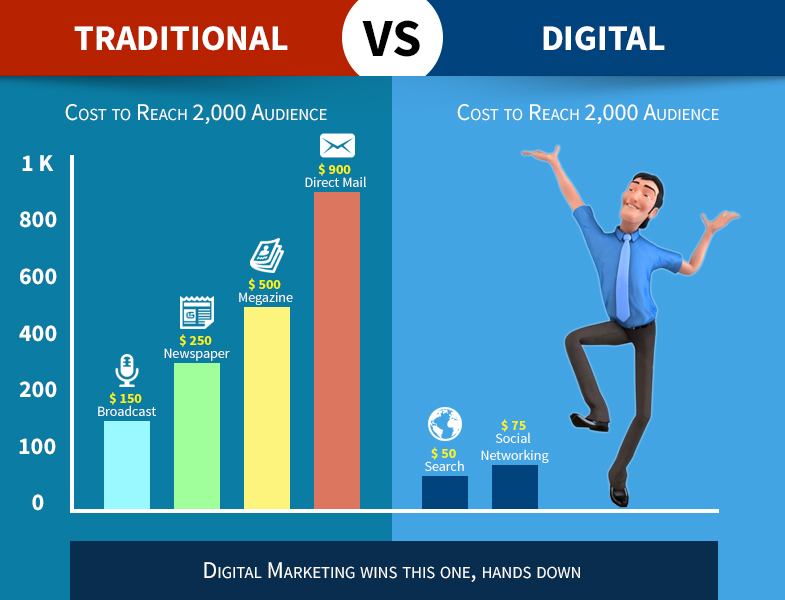 TRADITIONAL
VS
DIGITAL
Cost to Reach 2,000 Audience
Cost to Reach 2,000 Audience
1 K
800
600
400
200
100
0
$ 150
Broadcast
$ 250
Newspaper
$ 500
Megazine
$ 900
Direct Mail
$ 50
Search
$ 75
Social
Networking
Digital Marketing wins this one, hands down